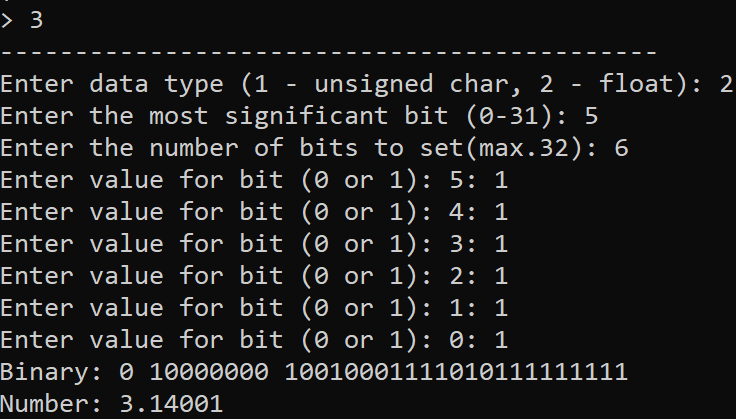 > 3
--------------------------------------------
Enter data type (1 - unsigned char, 2 - float): 2
Enter the most significant bit (0-31): 5
Enter the number of bits to set(max.32): 6
Enter value for bit (0 or 1): 5: 1
Enter value for bit (0 or 1): 4: 1
Enter value for bit (0 or 1): 3: 1
Enter value for bit (0 or 1): 2: 1
Enter value for bit (0 or 1): 1: 1
Enter value for bit (0 or 1): 0: 1
Binary: 0 10000000 10010001111010111111111
Number: 3.14001